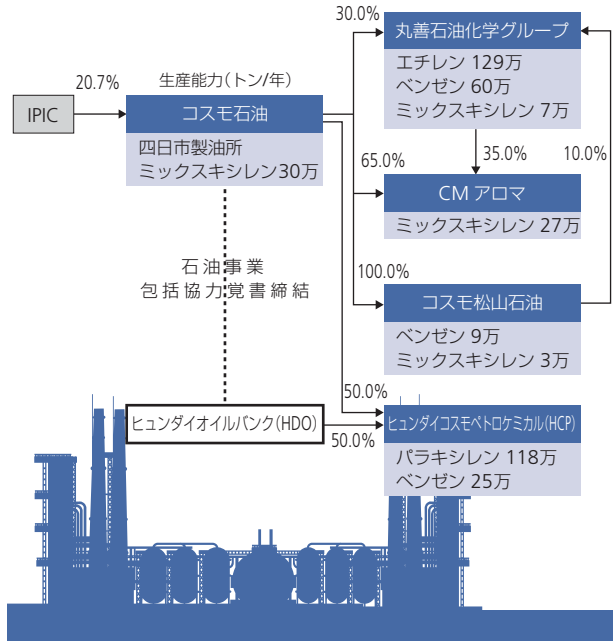 30.0%
丸善石油化学グループ
エチレン 129万
ベンゼン 60万
ミックスキシレン 7万
20.7%
生産能力(トン/年)
IPIC
コスモ石油
四日市製油所
ミックスキシレン30万
65.0%
35.0%
10.0%
CM アロマ
ミックスキシレン 27万
石油事業
包括協力覚書締結
100.0%
コスモ松山石油
ベンゼン 9万
ミックスキシレン 3万
50.0%
ヒュンダイオイルバンク(HDO)
50.0%
ヒュンダイコスモペトロケミカル(HCP)
パラキシレン 118万
ベンゼン 25万